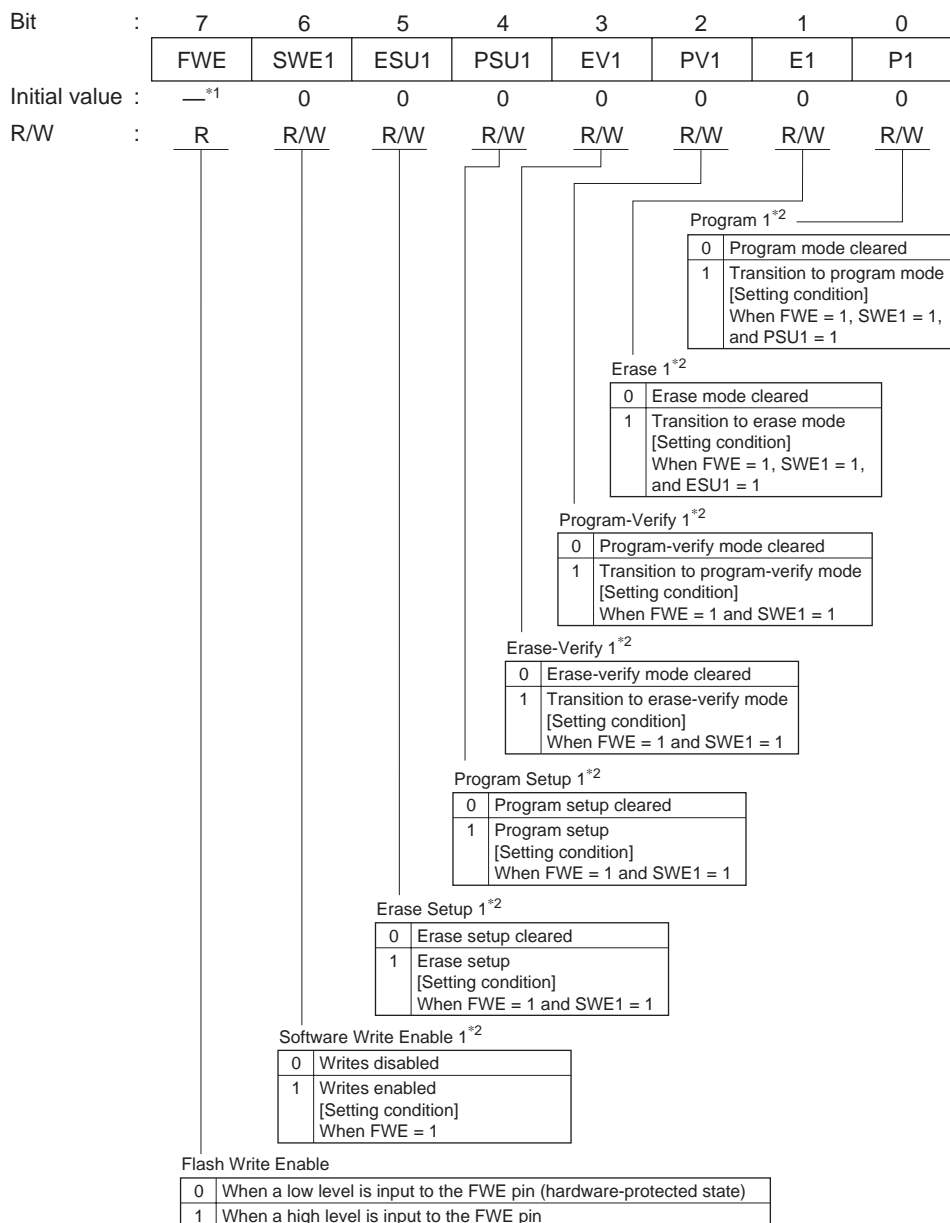 Bit : 7 6 5 4 3 2 1 0
FWE SWE1 ESU1 PSU1 EV1 PV1 E1 P1
Initial value : —*1 0 0 0 0 0 0 0
R/W : R R/W R/W R/W R/W R/W R/W R/W
Program 1*2
0 Program mode cleared
1 Transition to program mode
[Setting condition]
When FWE = 1, SWE1 = 1,
and PSU1 = 1
Erase 1*2
0 Erase mode cleared
1 Transition to erase mode
[Setting condition]
When FWE = 1, SWE1 = 1,
and ESU1 = 1
Program-Verify 1*2
0 Program-verify mode cleared
1 Transition to program-verify mode
[Setting condition]
When FWE = 1 and SWE1 = 1
Erase-Verify 1*2
0 Erase-verify mode cleared
1 Transition to erase-verify mode
[Setting condition]
When FWE = 1 and SWE1 = 1
Program Setup 1*2
0 Program setup cleared
1 Program setup
[Setting condition]
When FWE = 1 and SWE1 = 1
Erase Setup 1*2
0 Erase setup cleared
1 Erase setup
[Setting condition]
When FWE = 1 and SWE1 = 1
Software Write Enable 1*2
0 Writes disabled
1 Writes enabled
[Setting condition]
When FWE = 1
Flash Write Enable
0 When a low level is input to the FWE pin (hardware-protected state)
1 When a high level is input to the FWE pin